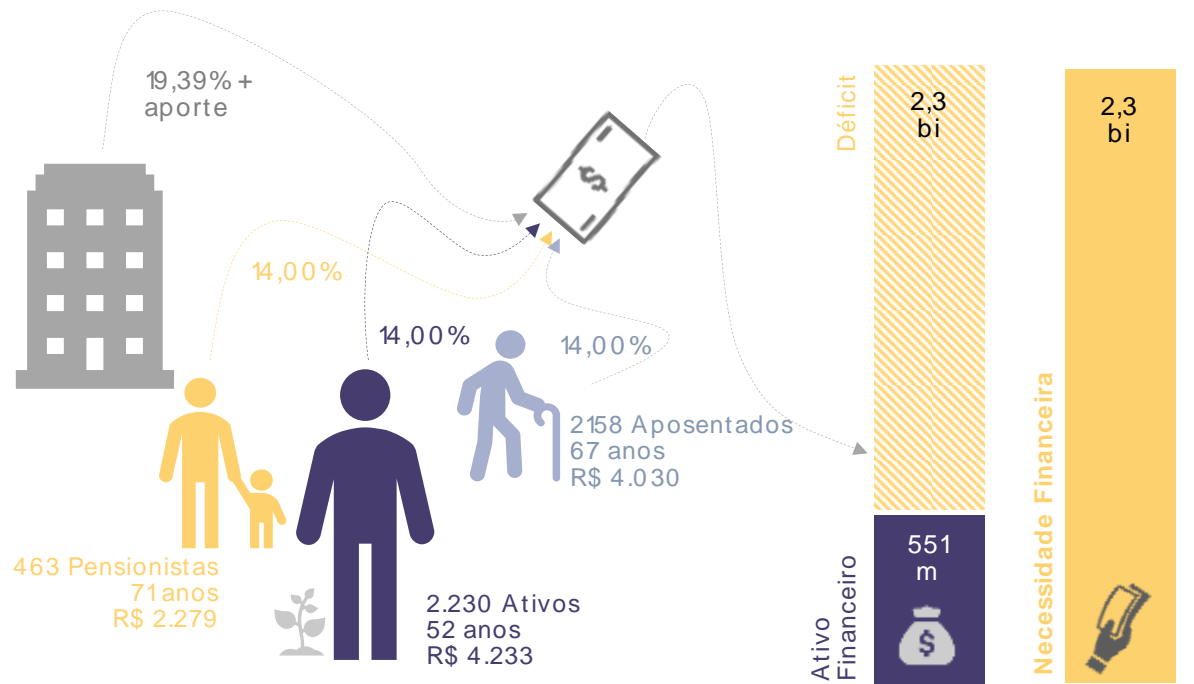 19,39% +
aporte
14,00%
14,00%
14,00%
463 Pensionistas
71 anos
R$ 2.279
2.230 Ativos
52 anos
R$ 4.233
2158 Aposentados
67 anos
R$ 4.030
Déficit
2,3
bi
Ativo
Financeiro
551
m
$
$
Necessidade Financeira
2,3
bi